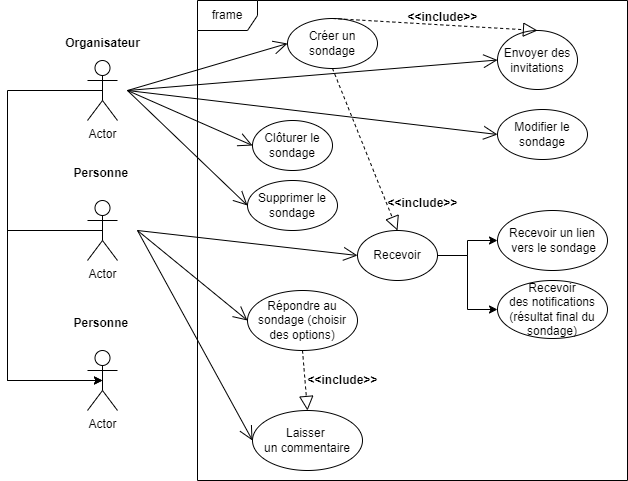 frame
<<include>>
Organisateur
Créer un
sondage
Envoyer des
invitations
Actor
Clôturer le
sondage
Modifier le
sondage
Personne
Supprimer le
sondage
<<include>>
Recevoir un lien
vers le sondage
Recevoir
Actor
Recevoir
des notifications
(résultat final du
sondage)
Répondre au
sondage (choisir
des options)
Personne
<<include>>
Actor
Laisser
un commentaire